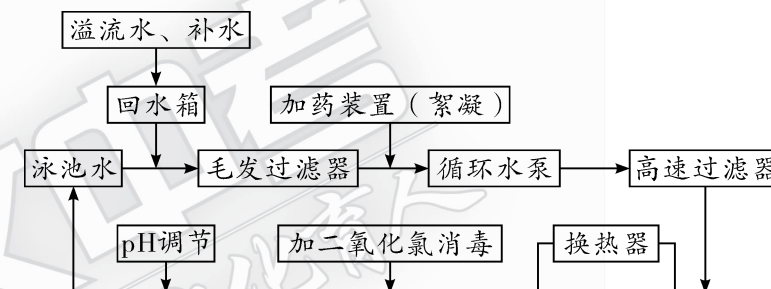 溢流水、补水
回水箱
加药装置（絮凝）
泳池水
毛发过滤器
循环水泵
高速过滤器
pH调节
加二氧化氯消毒
换热器